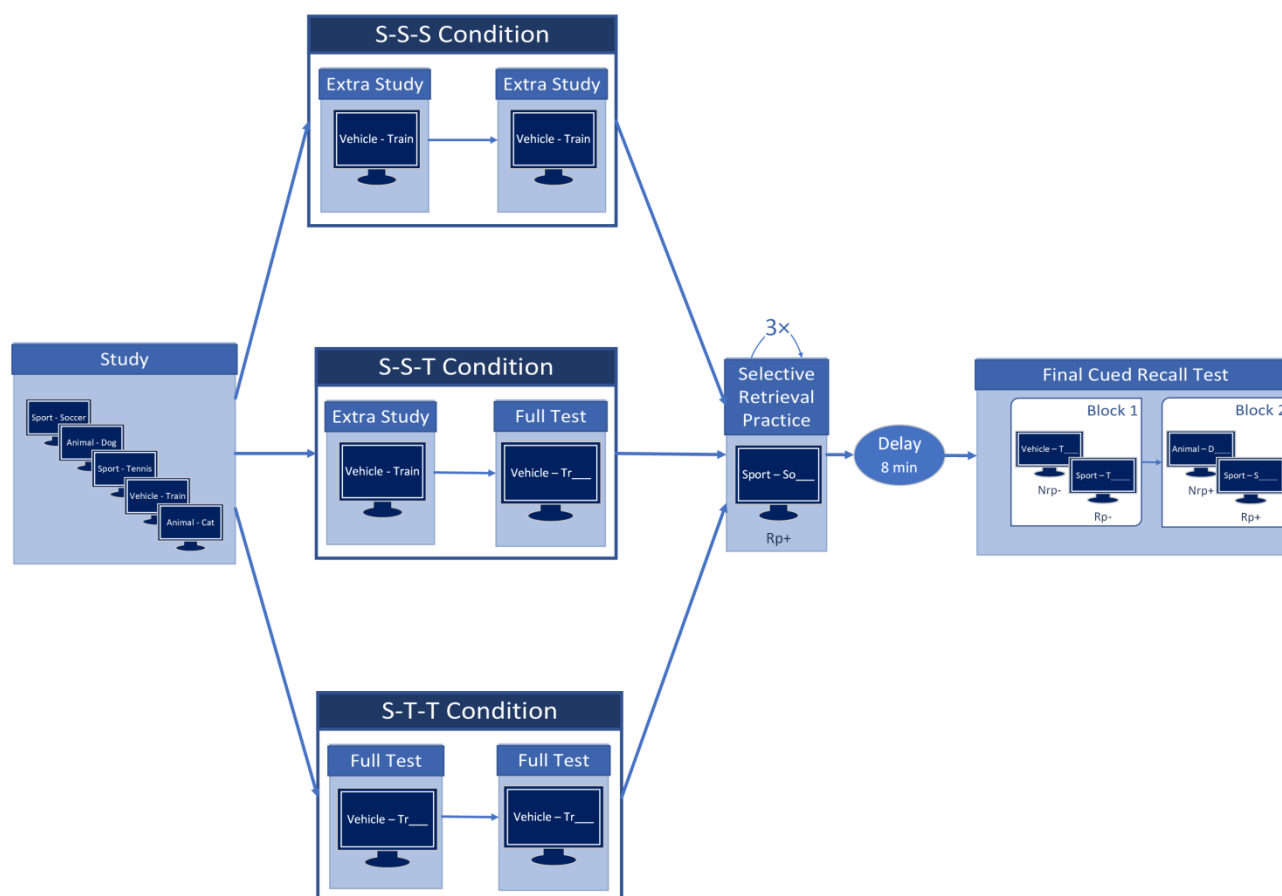 S-S-S Condition
Extra Study
Vehicle - Train
Extra Study
Vehicle - Train
Study
Sport - Soccer
Animal - Dog
Sport - Tennis
Vehicle - Train
Animal - Cat
S-S-T Condition
Extra Study
Vehicle - Train
Full Test
Vehicle – Tr___
S-T-T Condition
Full Test
Vehicle – Tr___
Full Test
Vehicle – Tr___
3×
Selective
Retrieval
Practice
Sport – So___
Rp+
Delay
8 min
Final Cued Recall Test
Block 1
Vehicle – T___
Nrp-
Sport – T____
Rp-
Block 2
Animal – D___
Nrp+
Sport – S____
Rp+